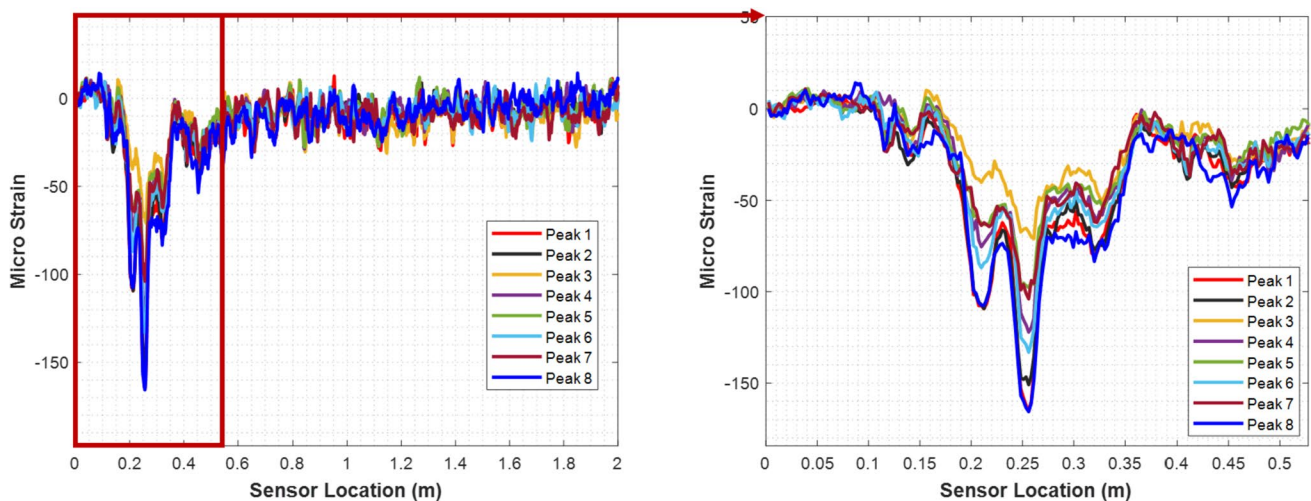 0
-50
-100
-150
Micro Strain
0
0.2
0.4
0.6
0.8
1
1.2
1.4
1.6
1.8
2
Sensor Location (m)
Peak 1
Peak 2
Peak 3
Peak 4
Peak 5
Peak 6
Peak 7
Peak 8
50
0
-50
-100
-150
Micro Strain
0
0.05
0.1
0.15
0.2
0.25
0.3
0.35
0.4
0.45
0.5
Sensor Location (m)
Peak 1
Peak 2
Peak 3
Peak 4
Peak 5
Peak 6
Peak 7
Peak 8